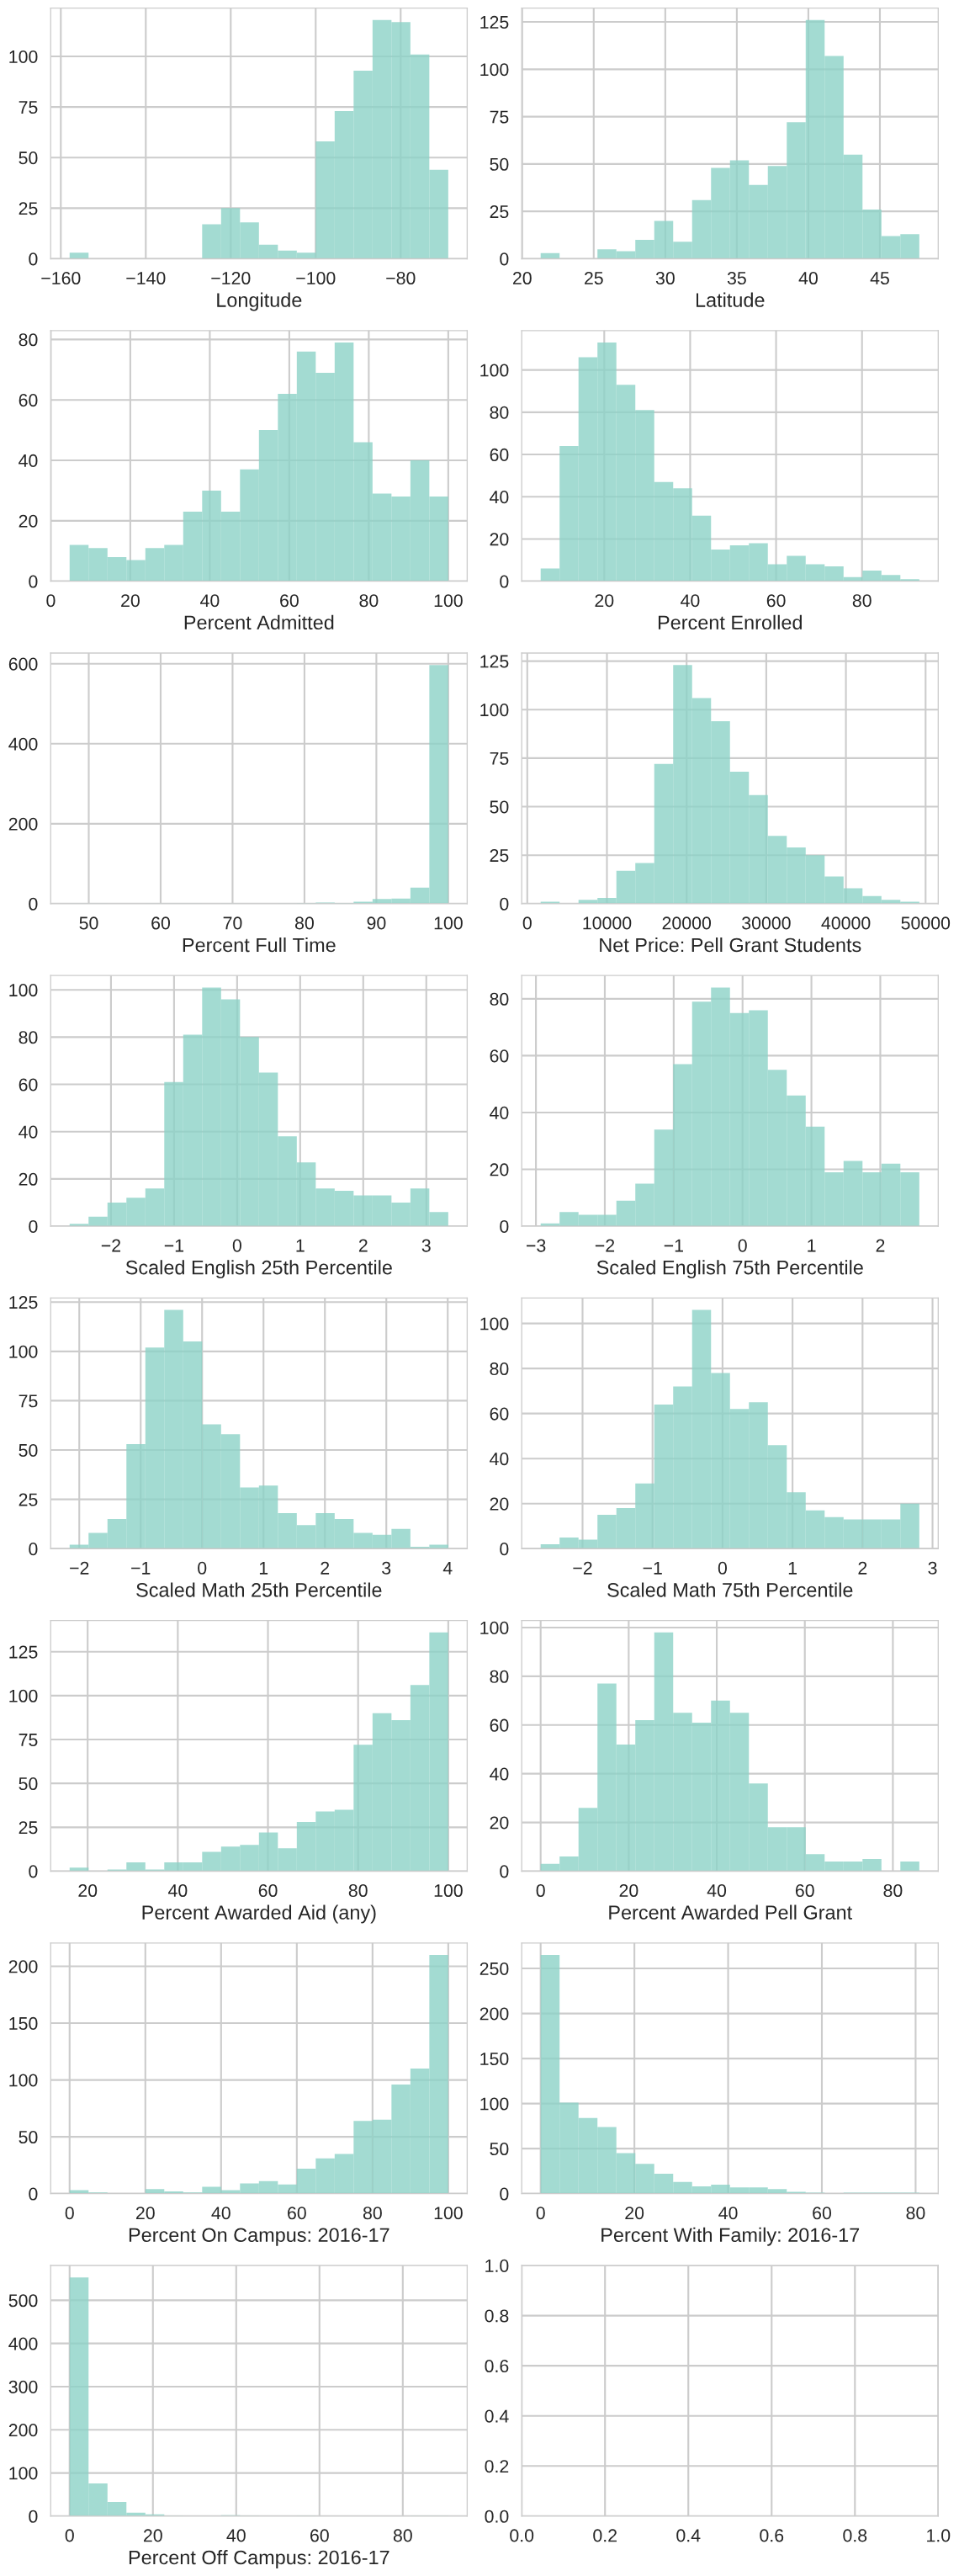 100
75
50
25
0
−160 −140 −120 −100 −80
Longitude
125
100
75
50
25
0
20 25 30 35 40 45
Latitude
80
60
40
20
0
0 20 40 60 80 100
Percent Admitted
100
80
60
40
20
0
20 40 60 80
Percent Enrolled
600
400
200
0
50 60 70 80 90 100
Percent Full Time
125
100
75
50
25
0
0 10000 20000 30000 40000 50000
Net Price: Pell Grant Students
100
80
60
40
20
0
−2 −1 0 1 2 3
Scaled English 25th Percentile
80
60
40
20
0
−3 −2 −1 0 1 2
Scaled English 75th Percentile
125
100
75
50
25
0
−2 −1 0 1 2 3 4
Scaled Math 25th Percentile
100
80
60
40
20
0
−2 −1 0 1 2 3
Scaled Math 75th Percentile
125
100
75
50
25
0
20 40 60 80 100
Percent Awarded Aid (any)
100
80
60
40
20
0
0 20 40 60 80
Percent Awarded Pell Grant
200
150
100
50
0
0 20 40 60 80 100
Percent On Campus: 2016-17
250
200
150
100
50
0
0 20 40 60 80
Percent With Family: 2016-17
500
400
300
200
100
0
0 20 40 60 80
Percent Off Campus: 2016-17
1.0
0.8
0.6
0.4
0.2
0.0
0.0 0.2 0.4 0.6 0.8 1.0